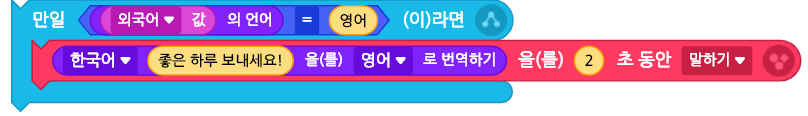 만일 외국어 값 의 언어 = 영어 (이)라면
한국어 좋은 하루 보내세요! 을(를) 영어 로 번역하기 을(를) 2 초 동안 말하기